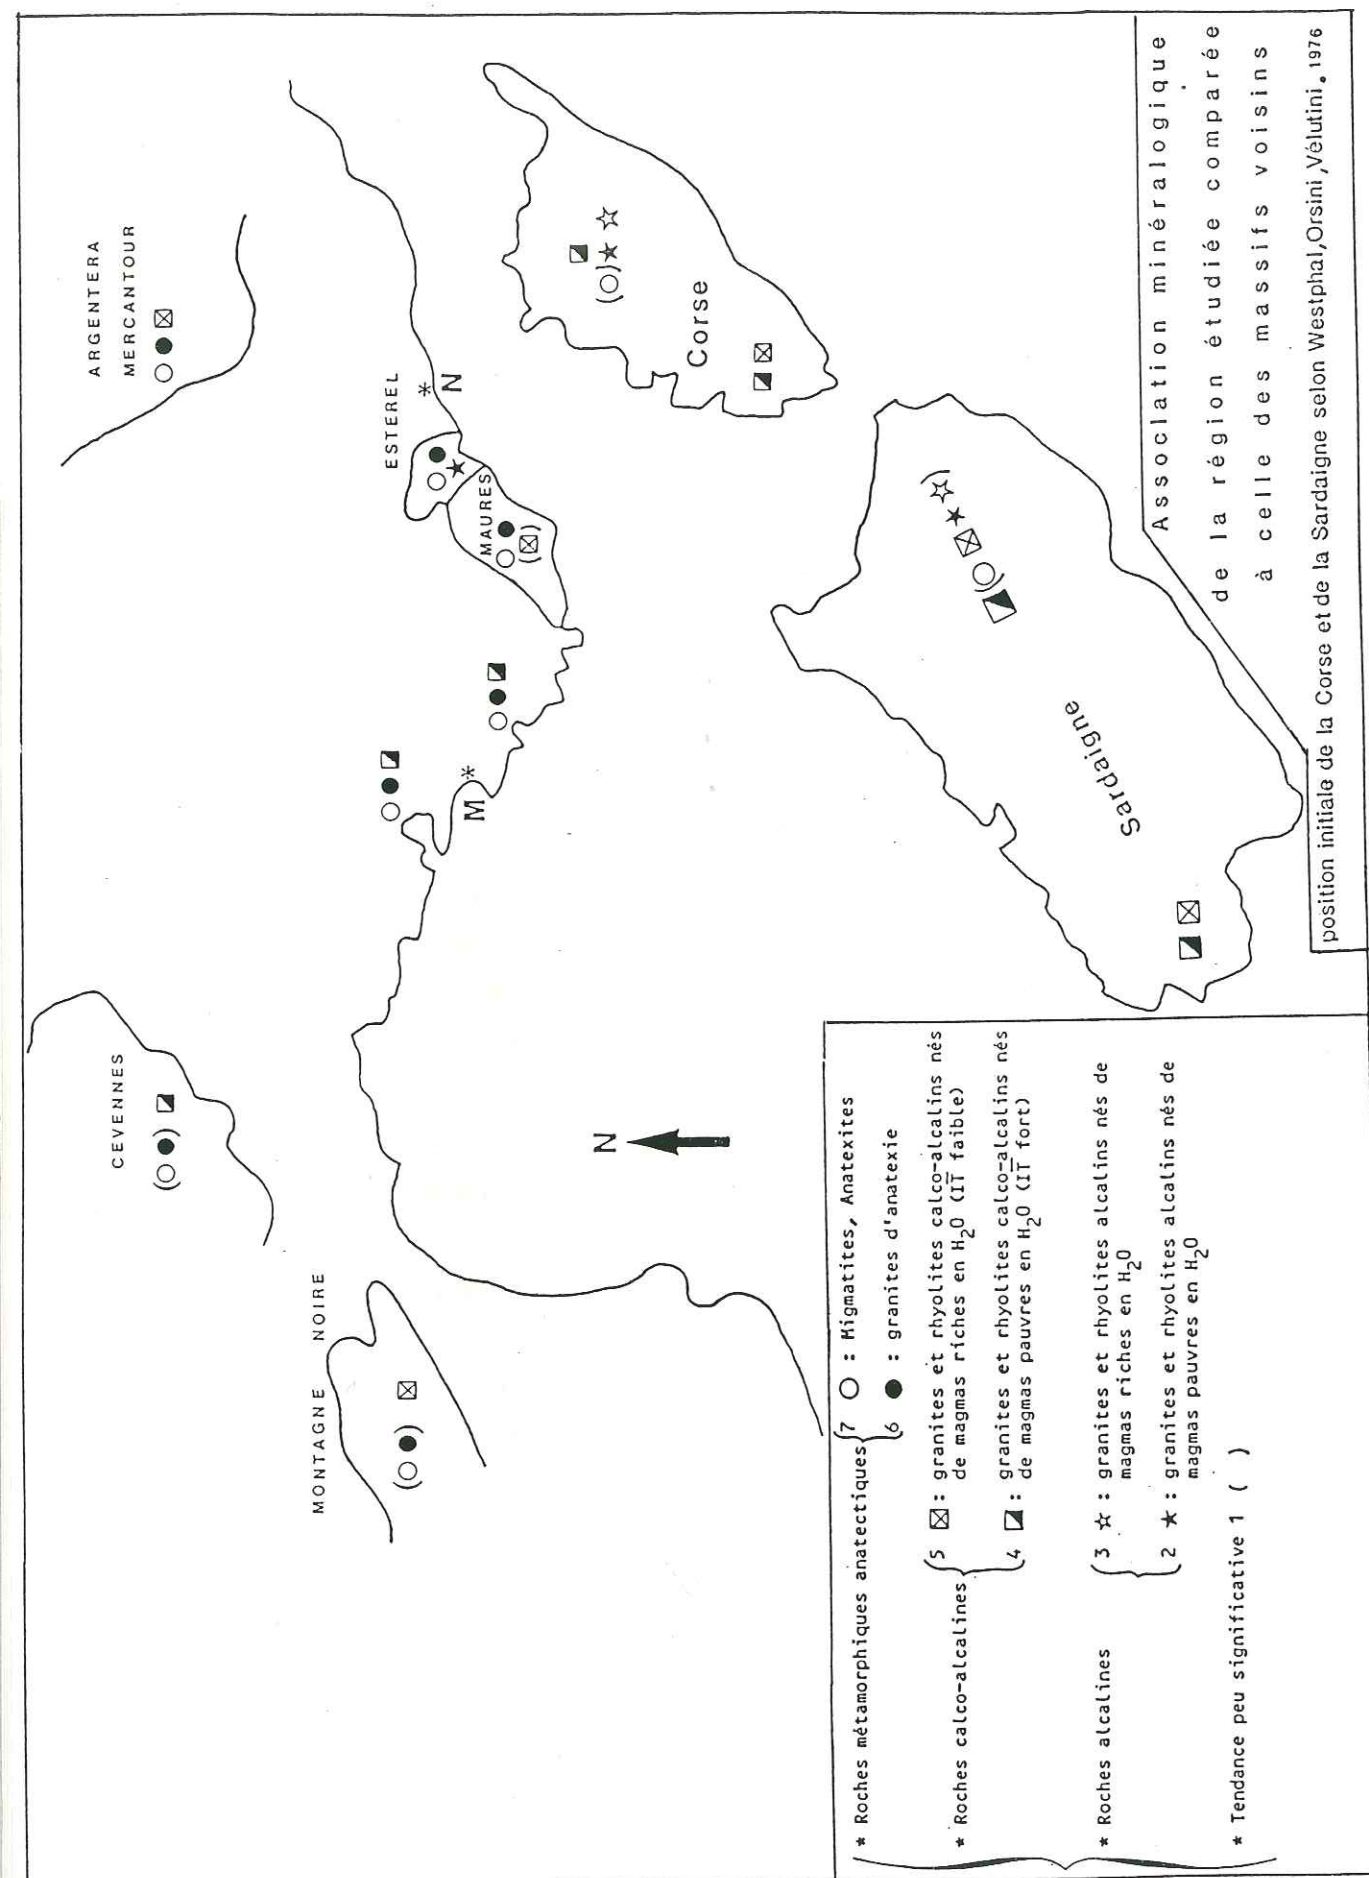 ARGENTERA
MERCANTOUR
CEVENNES
MONTAGNE NOIRE
ESTEREL
N
MAURES
M
Corse
Sardaigne
N
Association minéralogique
de la région étudiée comparée
à celle des massifs voisins
position initiale de la Corse et de la Sardaigne selon Westphal,Orsini,Vélutini.1976
* Roches métamorphiques anatectiques { 7 ○ : Migmatites, Anatexites
6 ● : granites d'anatexie
* Roches calco-alcalines { 5 ⊠ : granites et rhyolites calco-alcalins nés
de magmas riches en H2O (IT faible)
4 ◪ : granites et rhyolites calco-alcalins nés
de magmas pauvres en H2O (IT fort)
* Roches alcalines { 3 ☆ : granites et rhyolites alcalins nés de
magmas riches en H2O
2 ★ : granites et rhyolites alcalins nés de
magmas pauvres en H2O
* Tendance peu significative 1 ( )